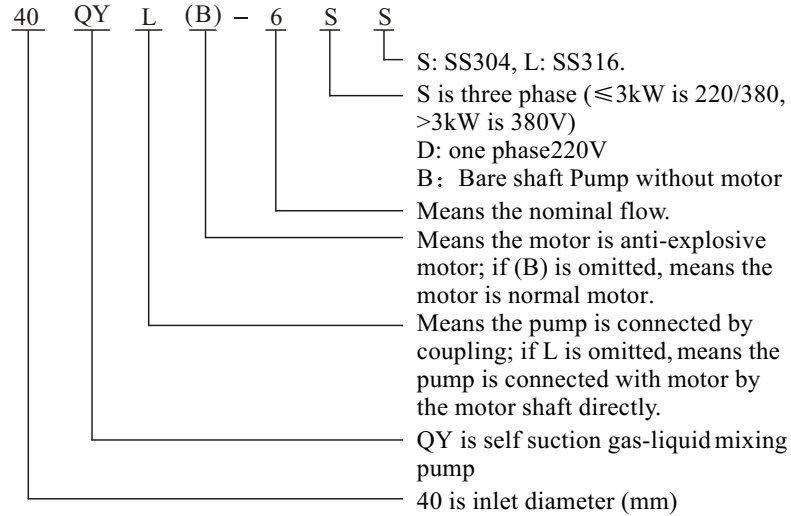 40 QY L (B) – 6 S S
S: SS304, L: SS316.
S is three phase (≤3kW is 220/380,
>3kW is 380V)
D: one phase220V
B：Bare shaft Pump without motor
Means the nominal flow.
Means the motor is anti-explosive
motor; if (B) is omitted, means the
motor is normal motor.
Means the pump is connected by
coupling; if L is omitted, means the
pump is connected with motor by
the motor shaft directly.
QY is self suction gas-liquid mixing
pump
40 is inlet diameter (mm)